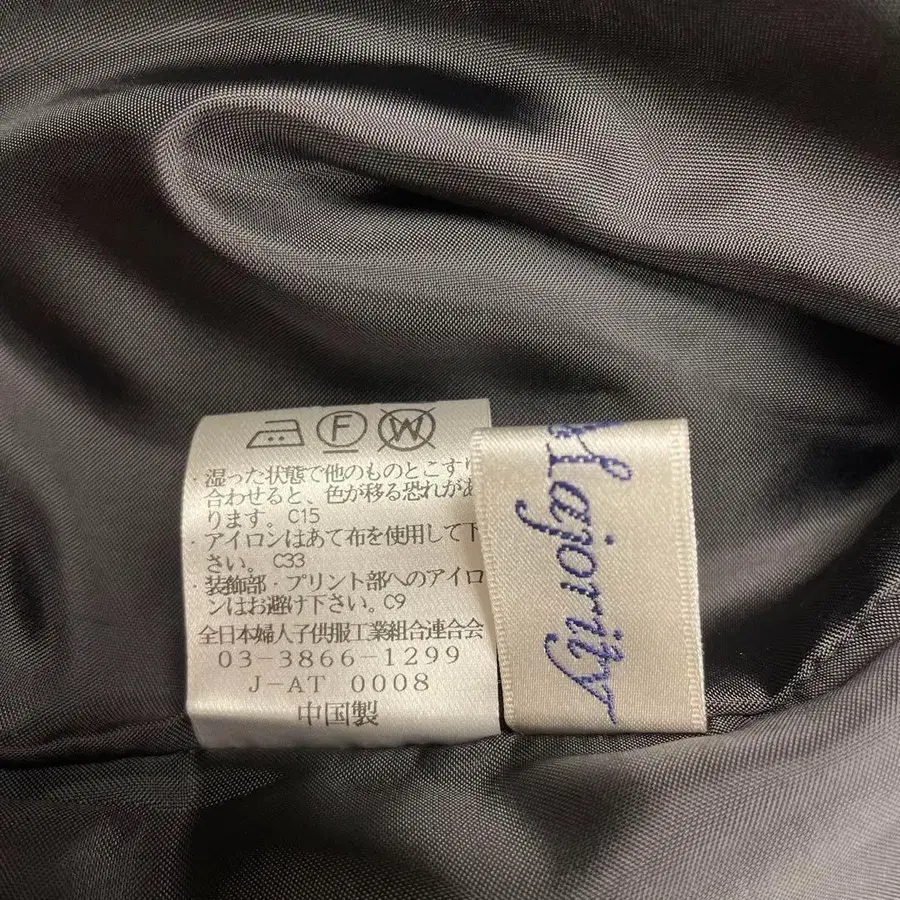 F W
・湿った状態で他のものとこすり
合わせると、色が移る恐れがあ
ります。C15
・アイロンはあて布を使用して下
さい。C33
・装飾部・プリント部へのアイロ
ンはお避け下さい。C9
全日本婦人子供服工業組合連合会
03-3866-1299
J-AT 0008
中国製
Majority